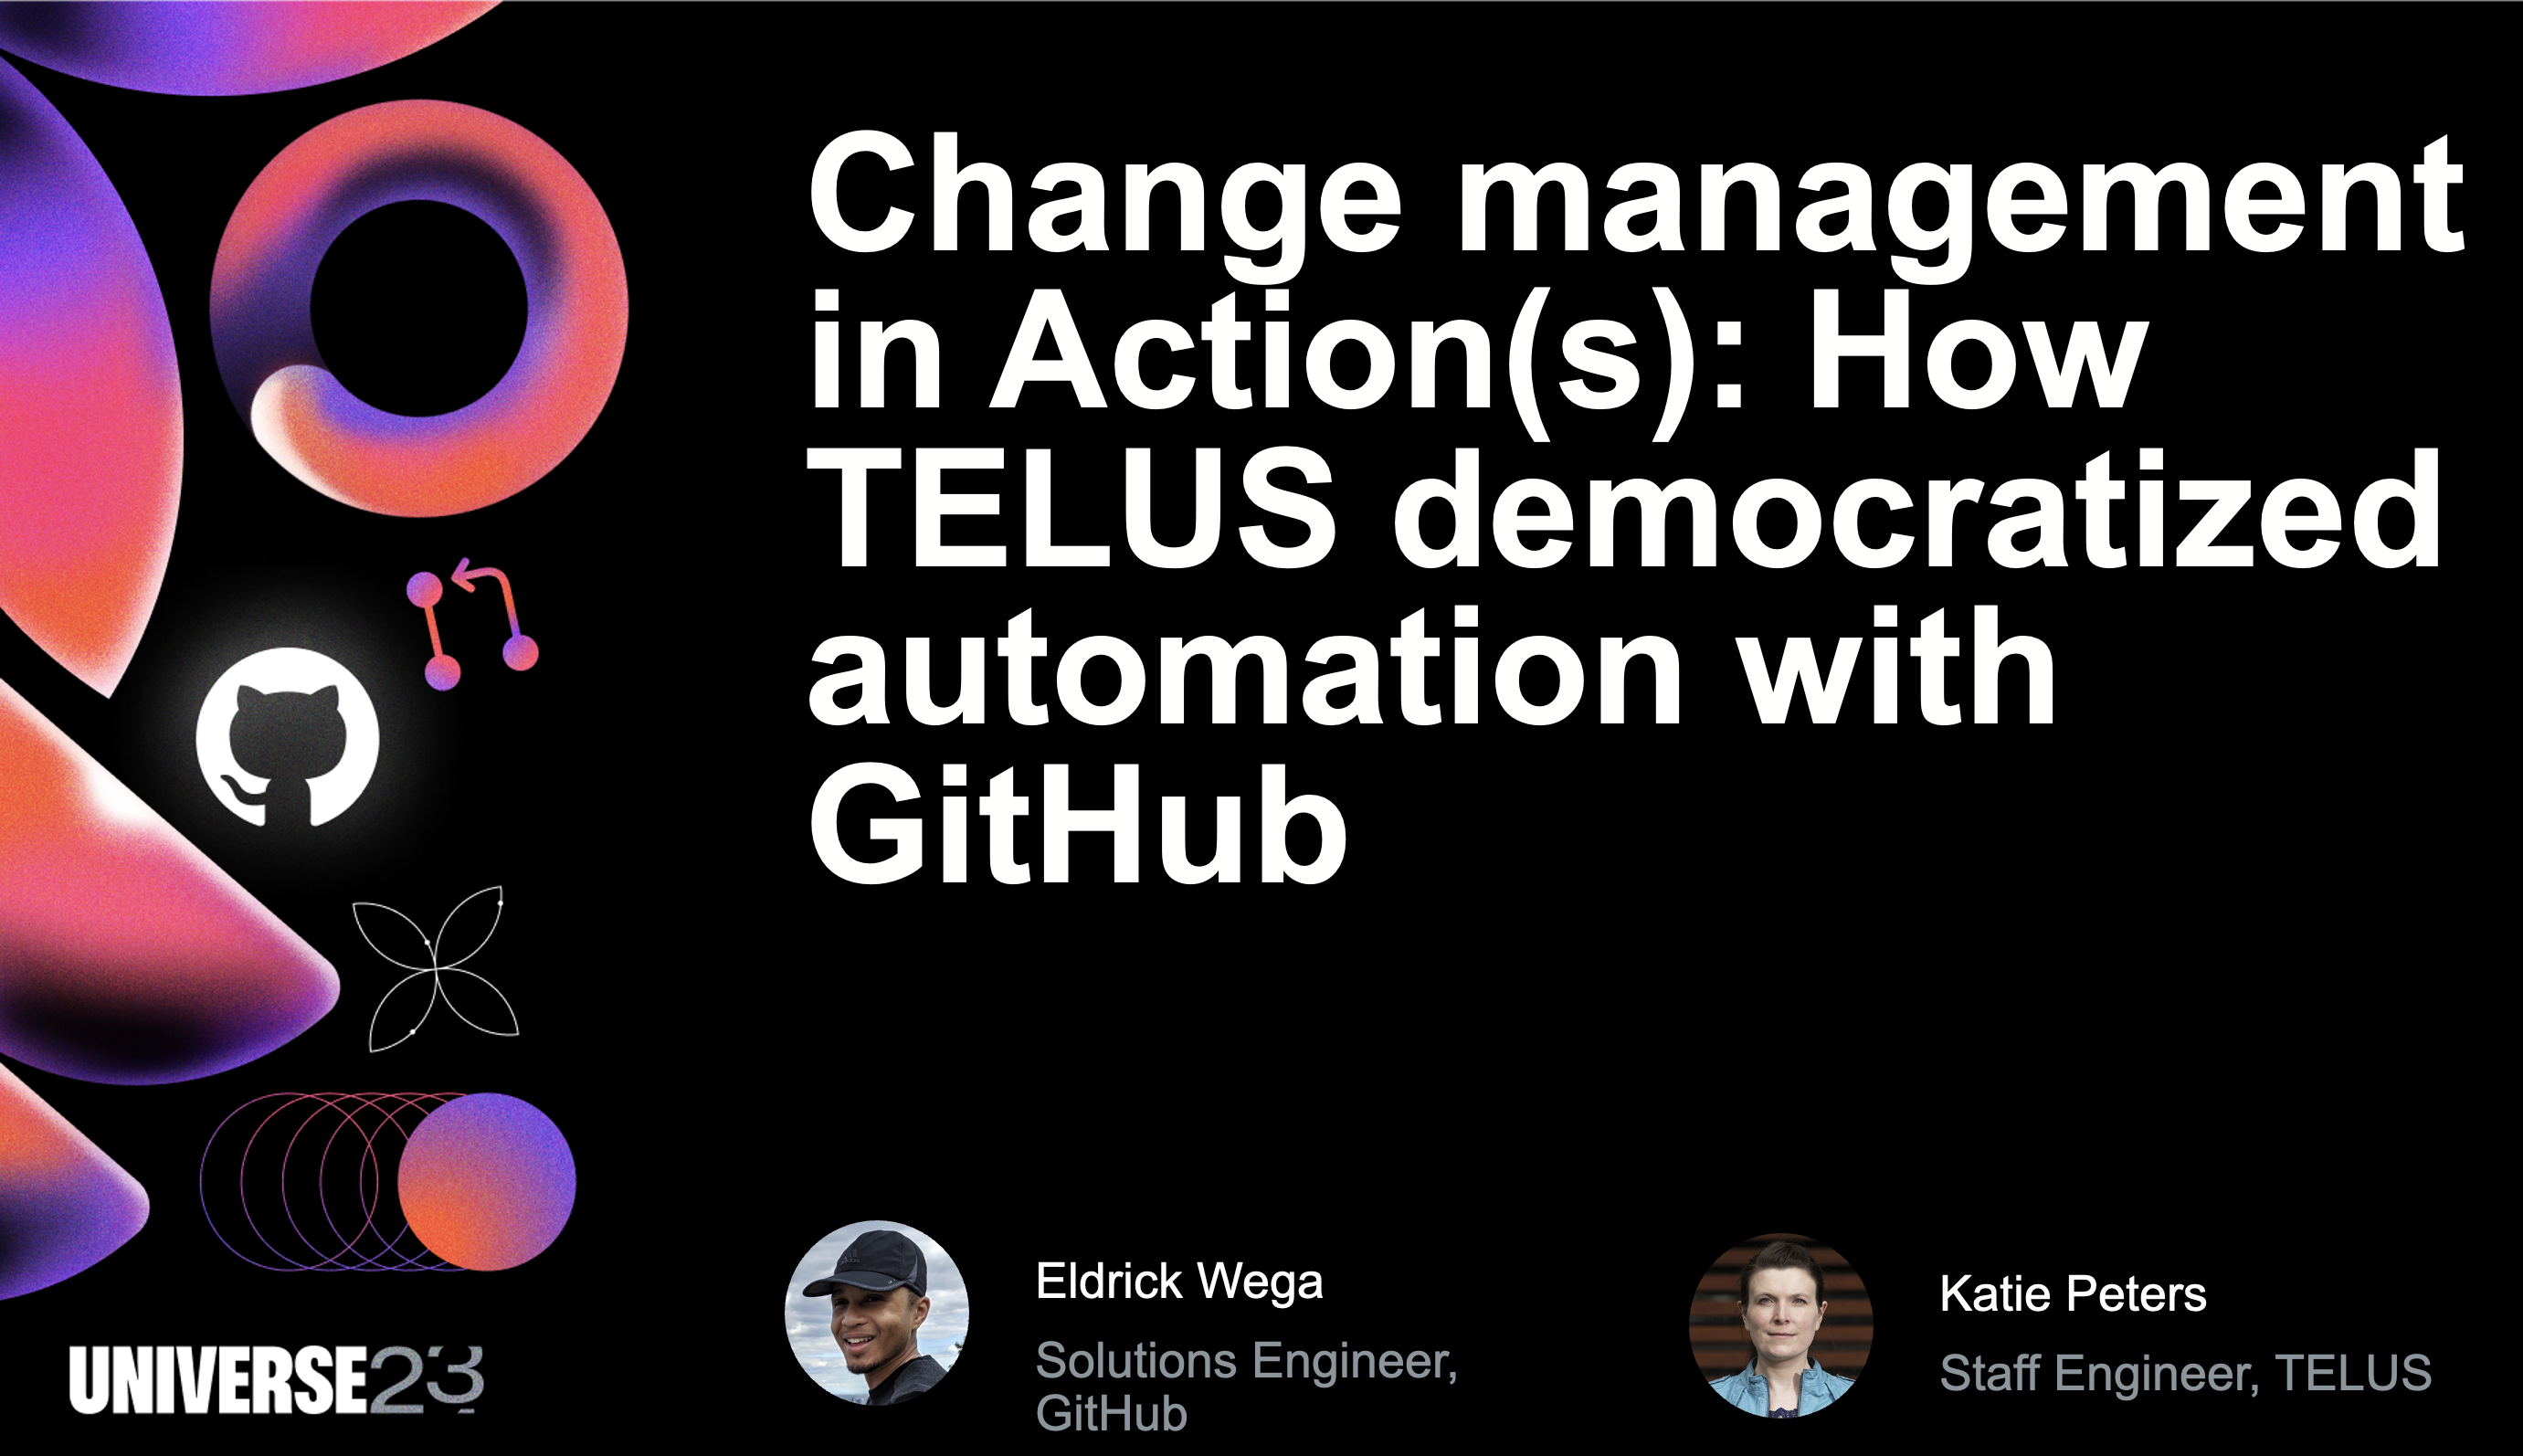 Change management
in Action(s): How
TELUS democratized
automation with
GitHub
Eldrick Wega
Solutions Engineer,
GitHub
Katie Peters
Staff Engineer, TELUS
UNIVERSE23